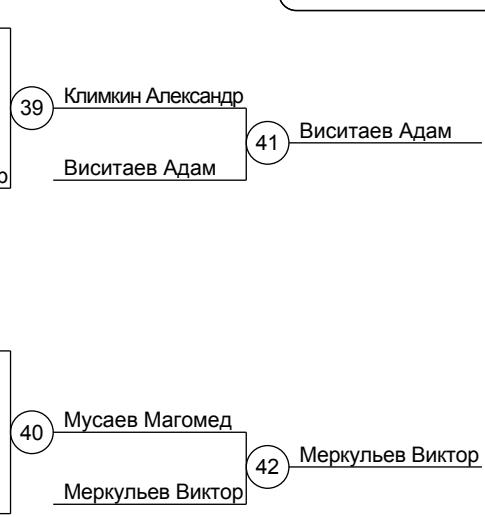 39
Климкин Александр
41
Виситаев Адам
Виситаев Адам
40
Мусаев Магомед
42
Меркульев Виктор
Меркульев Виктор